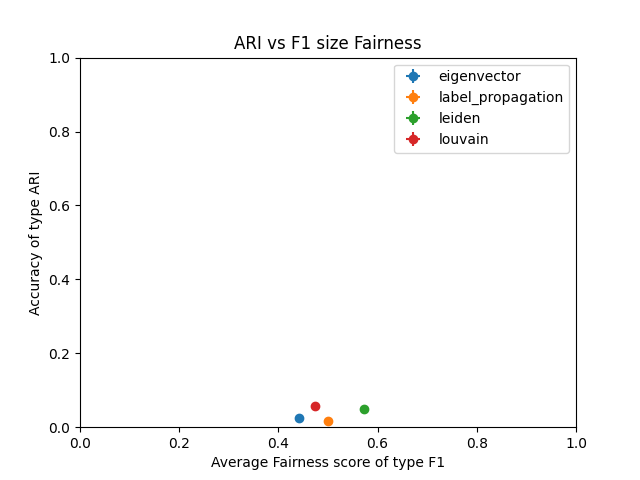 ARI vs F1 size Fairness
1.0
0.8
0.6
0.4
0.2
0.0
Accuracy of type ARI
eigenvector
label_propagation
leiden
louvain
0.0 0.2 0.4 0.6 0.8 1.0
Average Fairness score of type F1